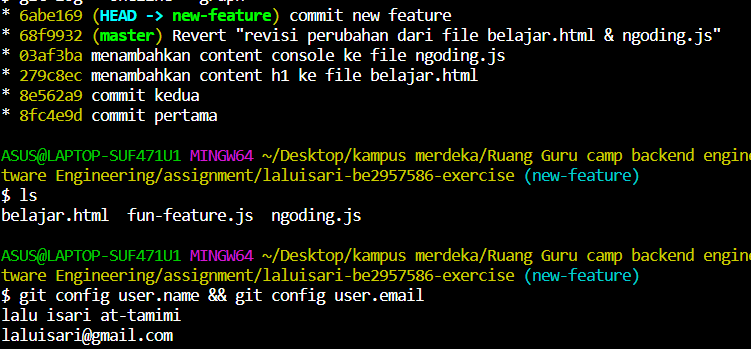 * 6abe169 (HEAD -> new-feature) commit new feature
* 68f9932 (master) Revert "revisi perubahan dari file belajar.html & ngoding.js"
* 03af3ba menambahkan content console ke file ngoding.js
* 279c8ec menambahkan content h1 ke file belajar.html
* 8e562a9 commit kedua
* 8fc4e9d commit pertama
ASUS@LAPTOP-SUF471U1 MINGW64 ~/Desktop/kampus merdeka/Ruang Guru camp backend engine
tware Engineering/assignment/laluisari-be2957586-exercise (new-feature)
$ ls
belajar.html  fun-feature.js  ngoding.js
ASUS@LAPTOP-SUF471U1 MINGW64 ~/Desktop/kampus merdeka/Ruang Guru camp backend engine
tware Engineering/assignment/laluisari-be2957586-exercise (new-feature)
$ git config user.name && git config user.email
lalu isari at-tamimi
laluisari@gmail.com